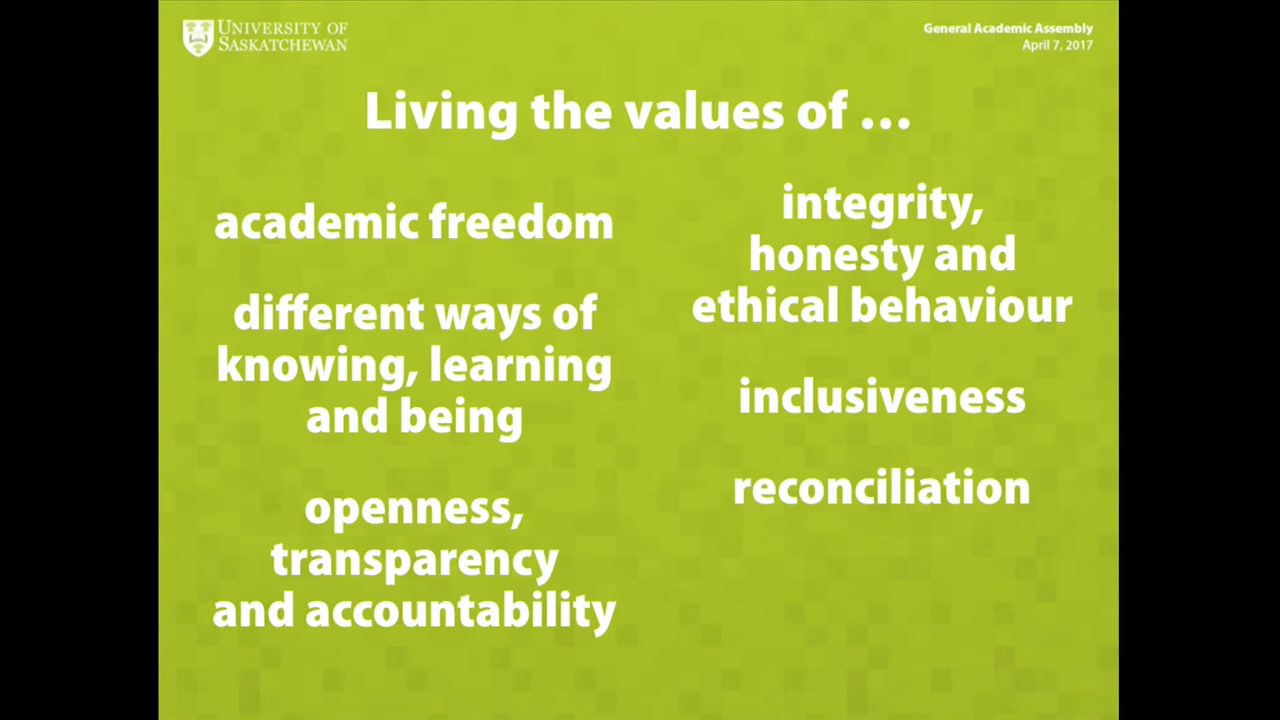 UNIVERSITY OF
SASKATCHEWAN
General Academic Assembly
April 7, 2017
Living the values of ...
academic freedom
different ways of
knowing, learning
and being
openness,
transparency
and accountability
integrity,
honesty and
ethical behaviour
inclusiveness
reconciliation